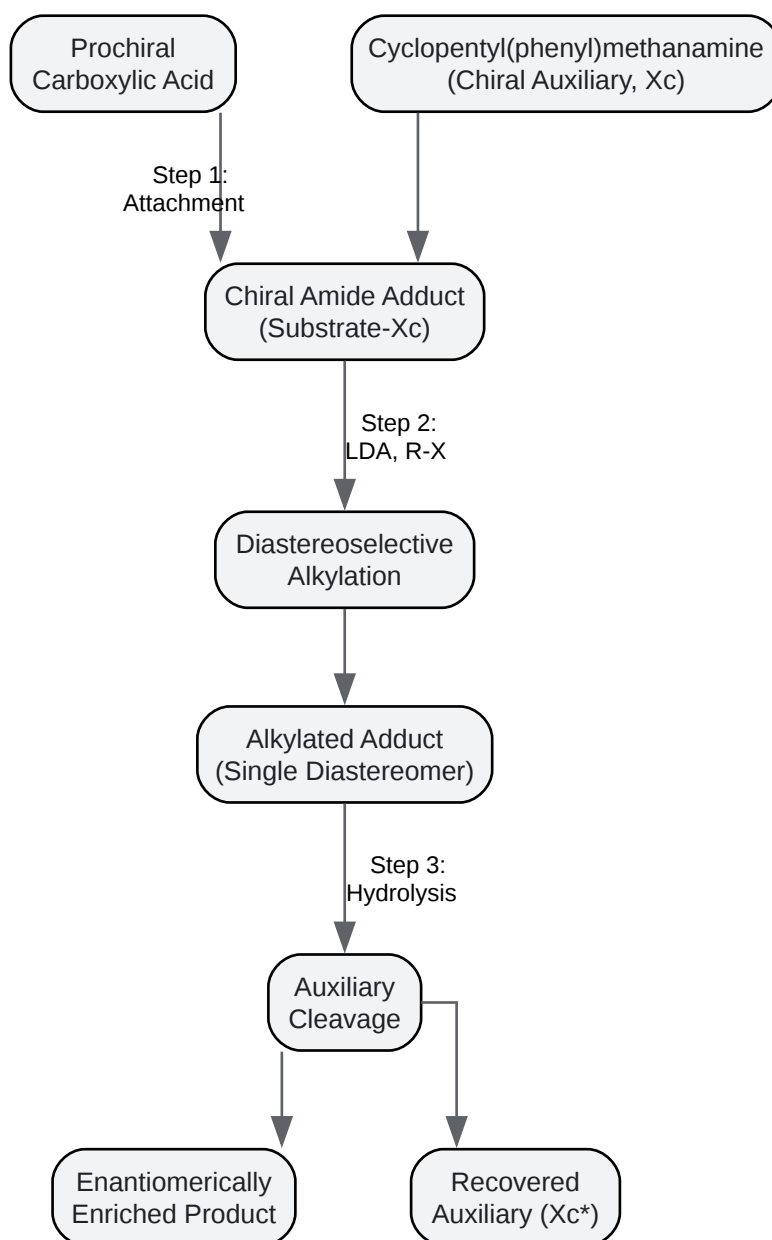 Prochiral
Carboxylic Acid
Cyclopentyl(phenyl)methanamine
(Chiral Auxiliary, Xc)
Step 1:
Attachment
Chiral Amide Adduct
(Substrate-Xc)
Step 2:
LDA, R-X
Diastereoselective
Alkylation
Alkylated Adduct
(Single Diastereomer)
Step 3:
Hydrolysis
Auxiliary
Cleavage
Enantiomerically
Enriched Product
Recovered
Auxiliary (Xc*)